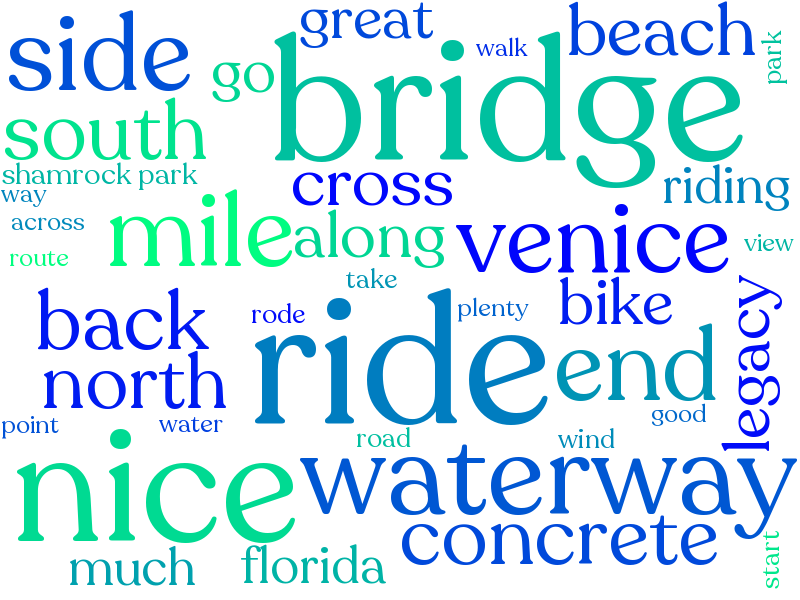 great
beach
side
walk
park
go
bridge
south
shamrock park
cross
riding
way
across
mile
along
venice
route
view
take
back
rode
plenty
bike
legacy
ride
end
north
point
water
road
good
wind
nice
waterway
concrete
much
florida
start